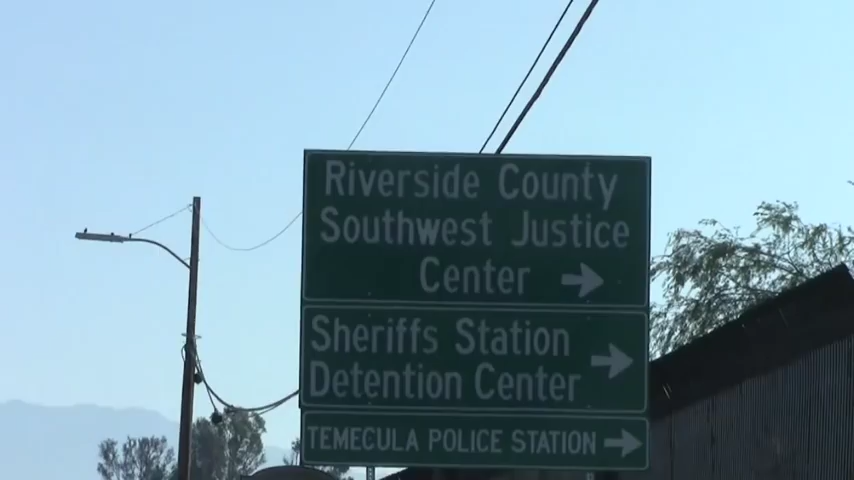 Riverside County
Southwest Justice
Center
Sheriffs Station
Detention Center
TEMECULA POLICE STATION